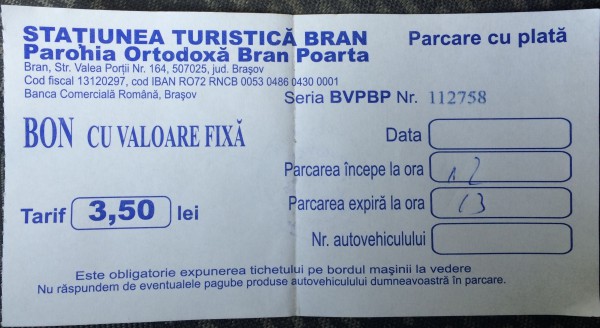 STAȚIUNEA TURISTICĂ BRAN
Parcare cu plată
Parohia Ortodoxă Bran Poarta
Bran, Str. Valea Porții Nr. 164, 507025, jud. Brașov
Cod fiscal 13120297, cod IBAN RO72 RNCB 0053 0486 0430 0001
Banca Comercială Română, Brașov
Seria BVPBP Nr. 112758
BON CU VALOARE FIXĂ
Data
Parcarea începe la ora 12
Parcarea expiră la ora 13
Tarif 3,50 lei
Nr. autovehiculului
Este obligatorie expunerea tichetului pe bordul mașinii la vedere
Nu răspundem de eventualele pagube produse autovehiculului dumneavoastră în parcare.